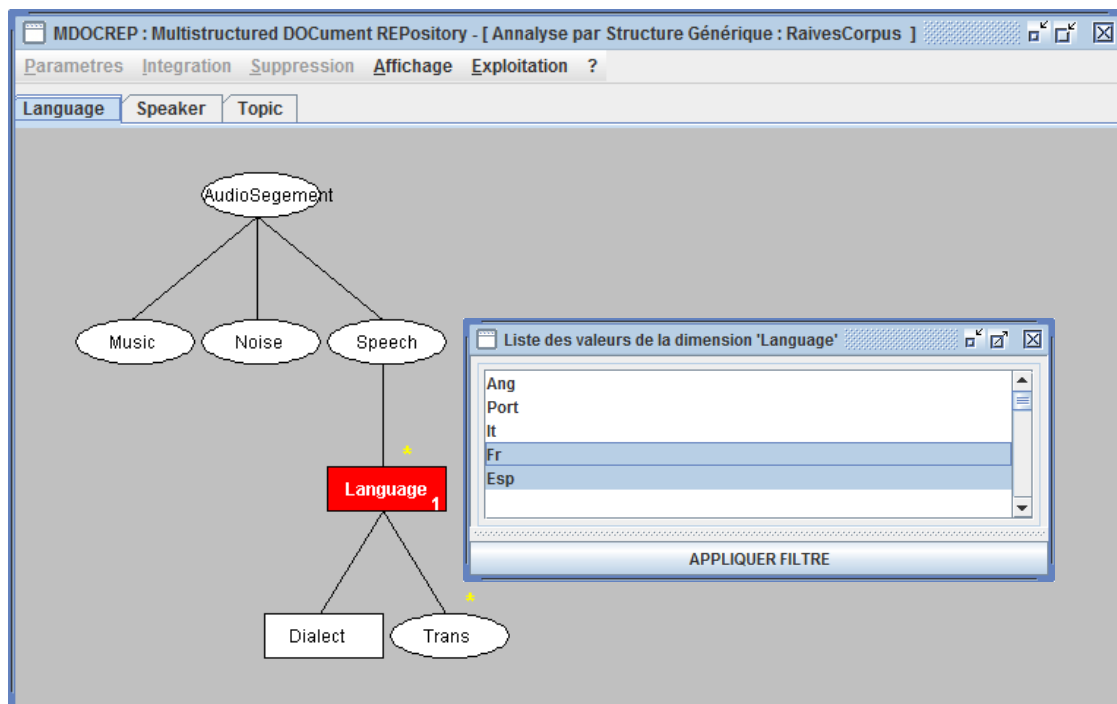 MDOCREP : Multistructured DOCument REPository - [ Annalyse par Structure Générique : RaivesCorpus ]
Parametres Integration Suppression Affichage Exploitation ?
Language Speaker Topic
AudioSegement
Music Noise Speech
Liste des valeurs de la dimension 'Language'
Ang
Port
It
Fr
Esp
*
Language 1
APPLIQUER FILTRE
*
Dialect Trans